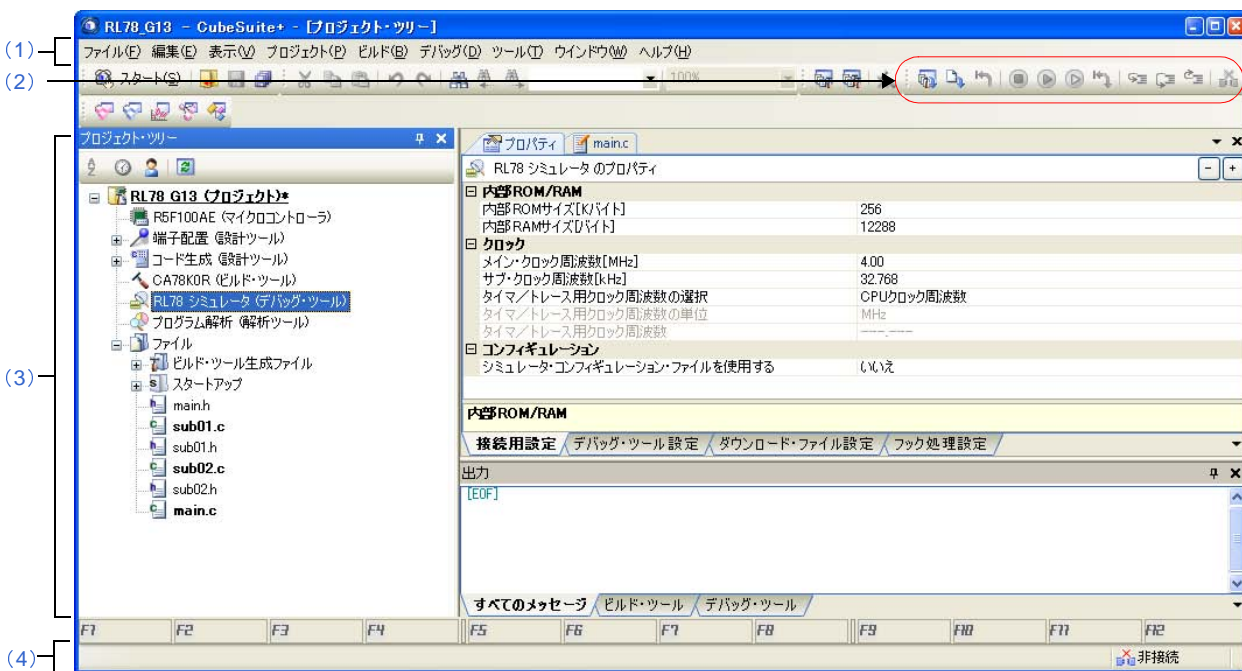 RL78_G13 - CubeSuite+ - [プロジェクト・ツリー]
(1)
ファイル(F) 編集(E) 表示(V) プロジェクト(P) ビルド(B) デバッグ(D) ツール(T) ウインドウ(W) ヘルプ(H)
(2)
スタート(S)
100%
(3)
プロジェクト・ツリー
RL78_G13 (プロジェクト)*
R5F100AE (マイクロコントローラ)
端子配置 (設計ツール)
コード生成 (設計ツール)
CA78K0R (ビルド・ツール)
RL78 シミュレータ (デバッグ・ツール)
プログラム解析 (解析ツール)
ファイル
ビルド・ツール生成ファイル
スタートアップ
main.h
sub01.c
sub01.h
sub02.c
sub02.h
main.c
プロパティ main.c
RL78 シミュレータ のプロパティ
内部ROM/RAM
内部ROMサイズ[Kバイト] 256
内部RAMサイズ[バイト] 12288
クロック
メイン・クロック周波数[MHz] 4.00
サブ・クロック周波数[kHz] 32.768
タイマ/トレース用クロック周波数の選択 CPUクロック周波数
タイマ/トレース用クロック周波数の単位 MHz
タイマ/トレース用クロック周波数 ---.---
コンフィギュレーション
シミュレータ・コンフィギュレーション・ファイルを使用する いいえ
内部ROM/RAM
接続用設定 デバッグ・ツール設定 ダウンロード・ファイル設定 フック処理設定
出力
[EOF]
すべてのメッセージ ビルド・ツール デバッグ・ツール
F1 F2 F3 F4 F5 F6 F7 F8 F9 F10 F11 F12
(4)
非接続